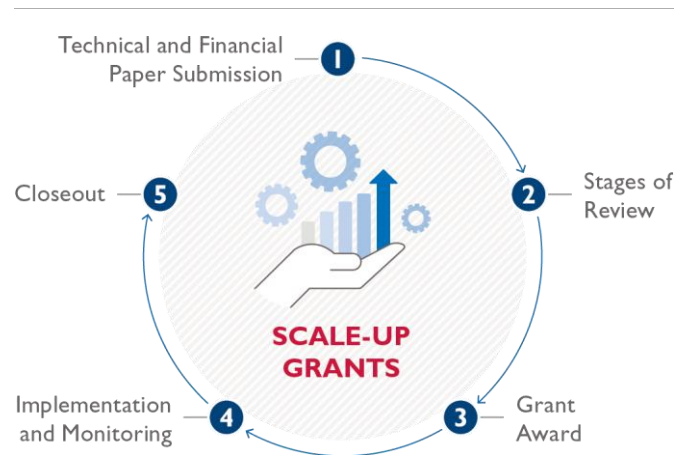 Technical and Financial
Paper Submission
1
2
Stages of
Review
3
Grant
Award
4
Implementation
and Monitoring
5
Closeout
SCALE-UP
GRANTS